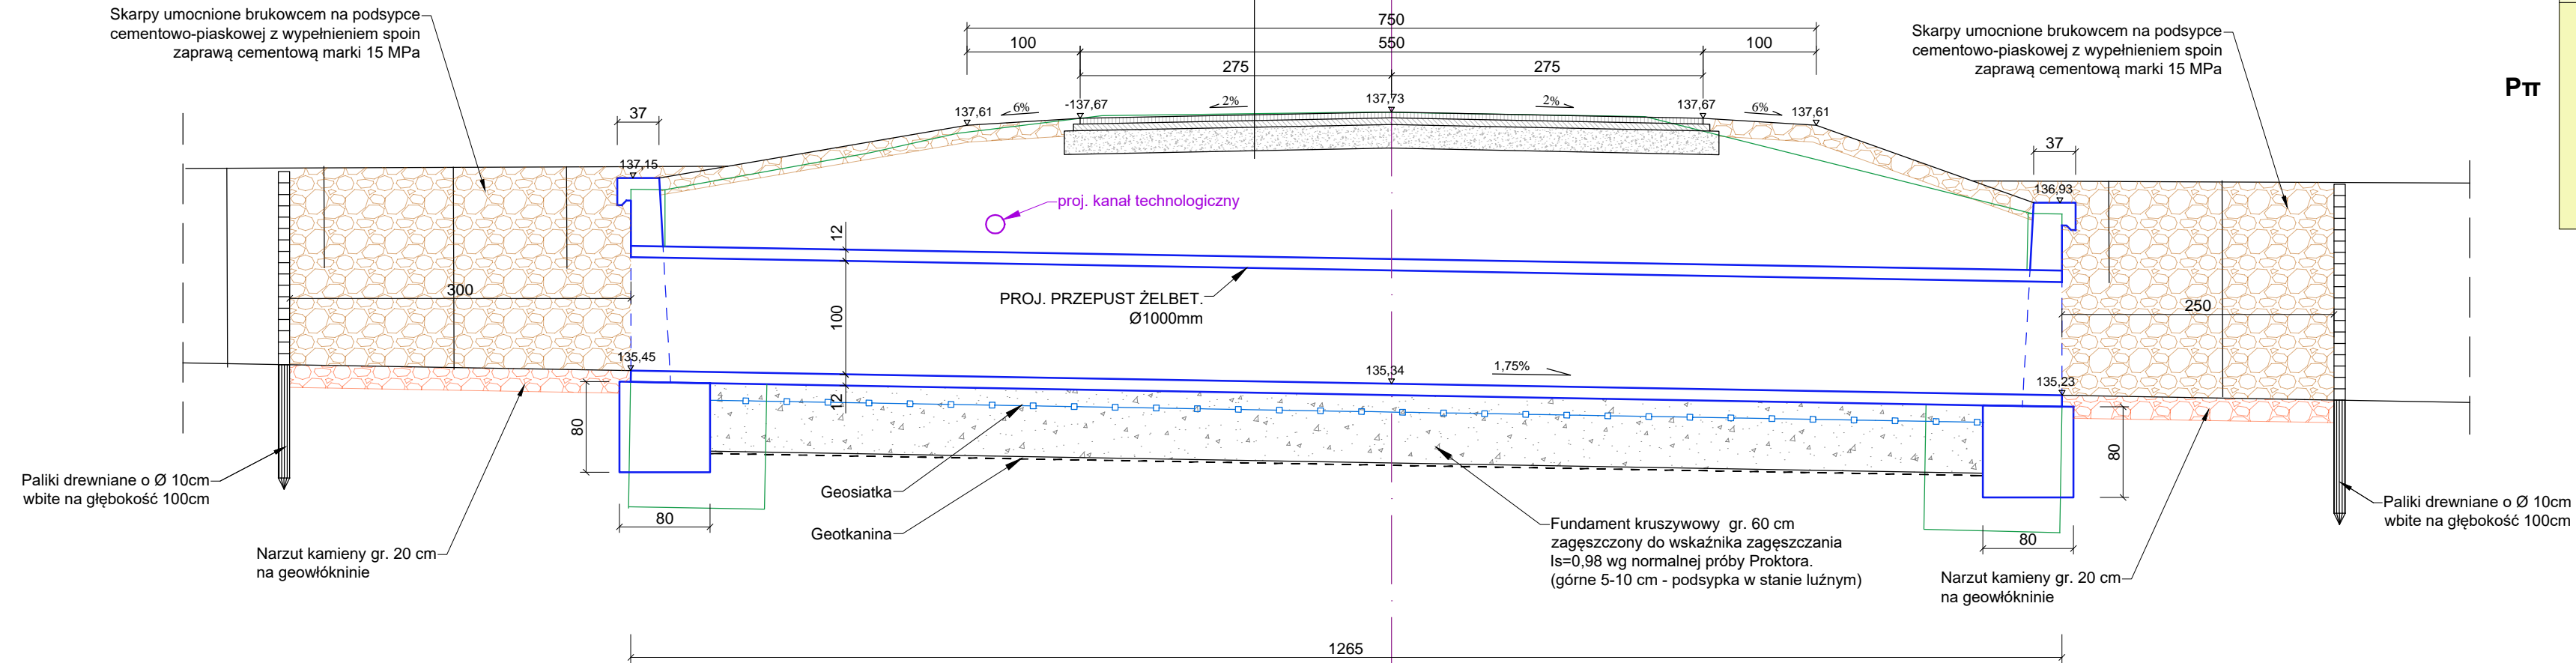 Skarpy umocnione brukowcem na podsypce
cementowo-piaskowej z wypełnieniem spoin
zaprawą cementową marki 15 MPa
750
100
550
100
275
275
Skarpy umocnione brukowcem na podsypce
cementowo-piaskowej z wypełnieniem spoin
zaprawą cementową marki 15 MPa
Pπ
37
137,61
6%
-137,67
2%
137,73
2%
137,67
6%
137,61
37
137,15
136,93
proj. kanał technologiczny
12
300
PROJ. PRZEPUST ŻELBET.
Ø1000mm
100
250
135,45
135,34
1,75%
135,23
12
80
80
Paliki drewniane o Ø 10cm
wbite na głębokość 100cm
Geosiatka
80
Geotkanina
Fundament kruszywowy gr. 60 cm
zagęszczony do wskaźnika zagęszczania
Is=0,98 wg normalnej próby Proktora.
(górne 5-10 cm - podsypka w stanie luźnym)
80
Paliki drewniane o Ø 10cm
wbite na głębokość 100cm
Narzut kamieny gr. 20 cm
na geowłókninie
Narzut kamieny gr. 20 cm
na geowłókninie
1265